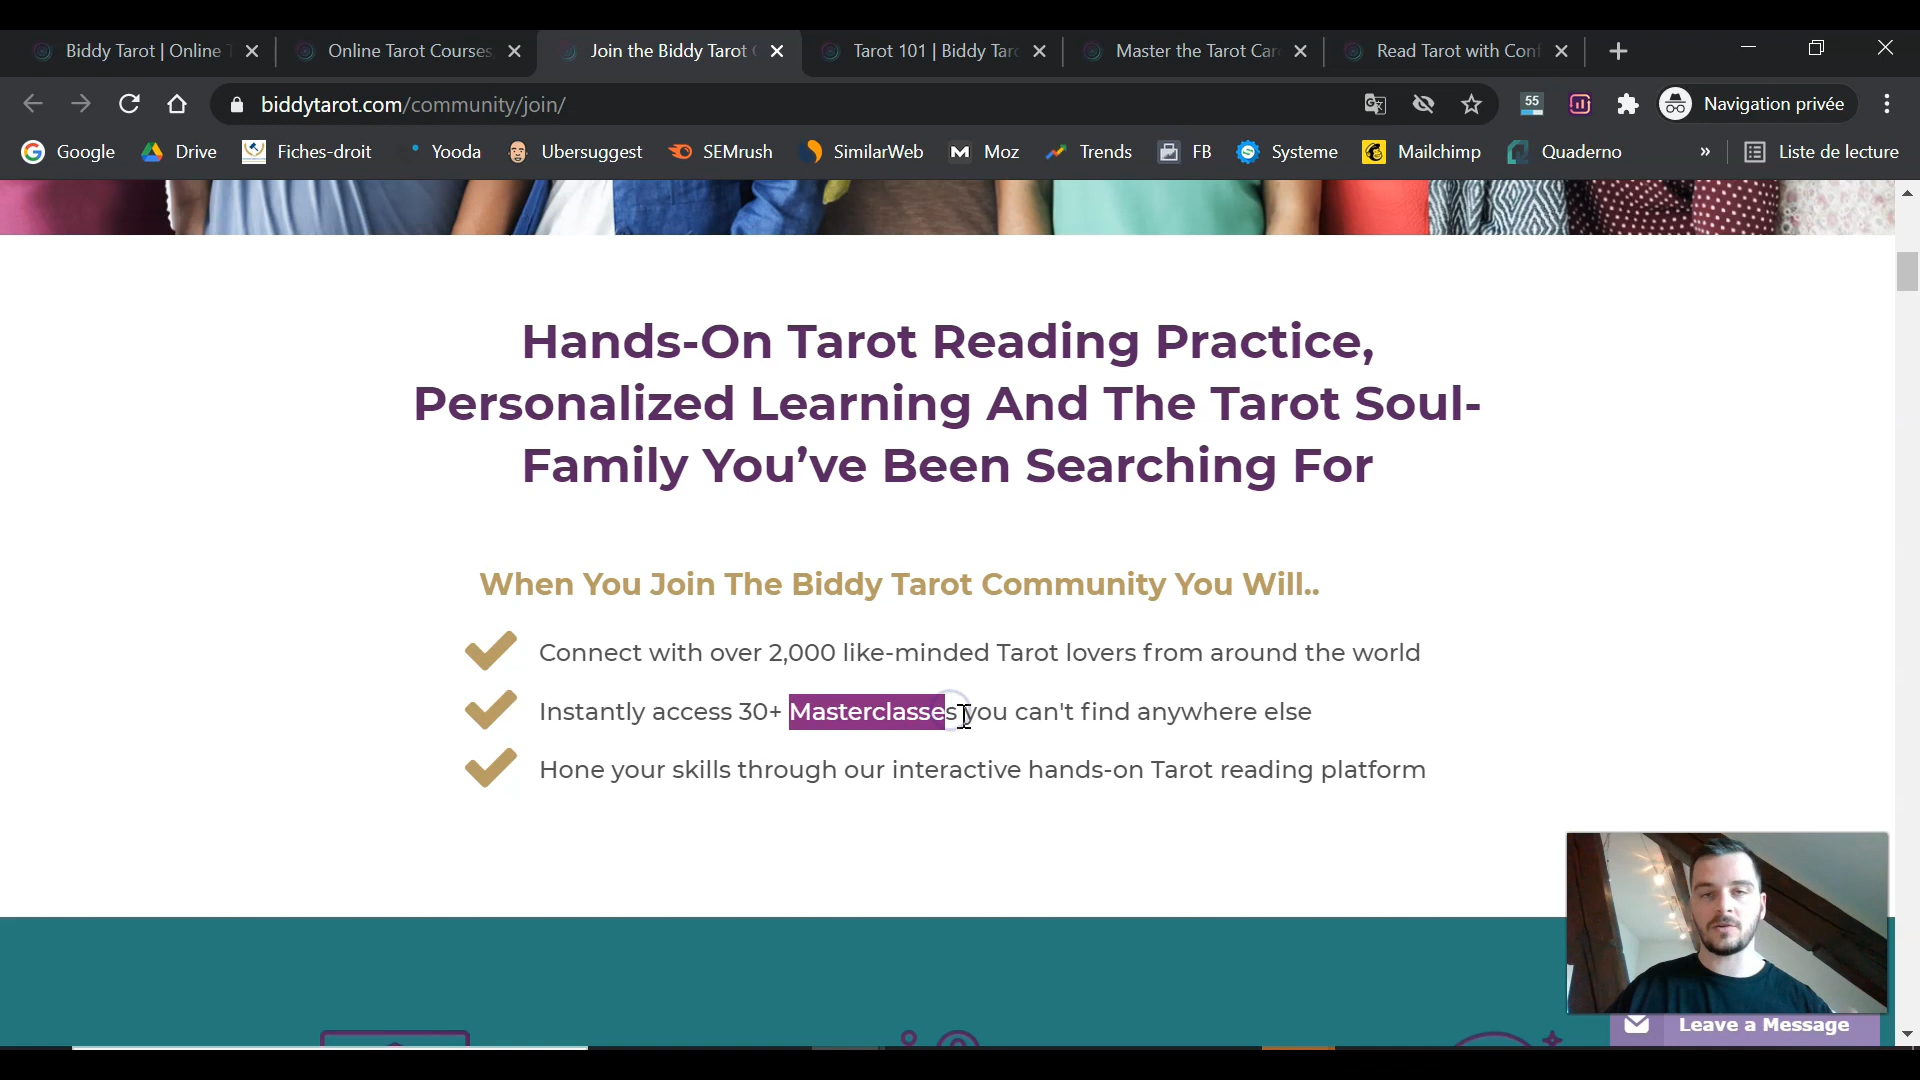 Biddy Tarot | Online T
Online Tarot Courses,
Join the Biddy Tarot C
Tarot 101 | Biddy Taro
Master the Tarot Car
Read Tarot with Conf
biddytarot.com/community/join/
55
Navigation privée
Google
Drive
Fiches-droit
Yooda
Ubersuggest
SEMrush
SimilarWeb
Moz
Trends
FB
Systeme
Mailchimp
Quaderno
»
Liste de lecture
Hands-On Tarot Reading Practice,
Personalized Learning And The Tarot Soul-
Family You’ve Been Searching For
When You Join The Biddy Tarot Community You Will..
Connect with over 2,000 like-minded Tarot lovers from around the world
Instantly access 30+ Masterclasses you can't find anywhere else
Hone your skills through our interactive hands-on Tarot reading platform
Leave a Message